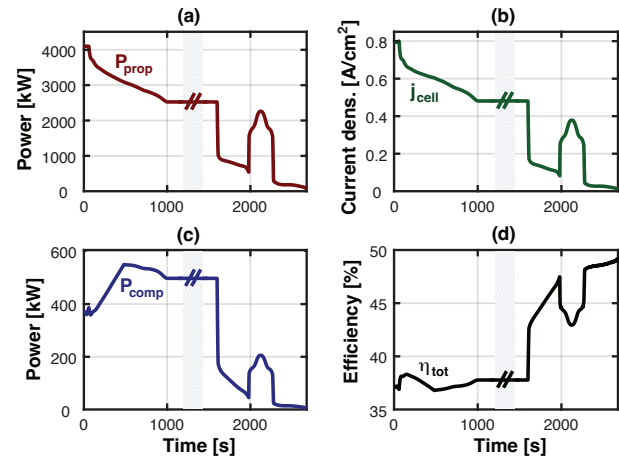 (a)
Power [kW]
4000
3000
2000
1000
0
P_prop
0 1000 2000
(b)
Current dens. [A/cm²]
0.8
0.6
0.4
0.2
0
j_cell
0 1000 2000
(c)
Power [kW]
600
400
200
0
P_comp
0 1000 2000
Time [s]
(d)
Efficiency [%]
50
45
40
35
η_tot
0 1000 2000
Time [s]